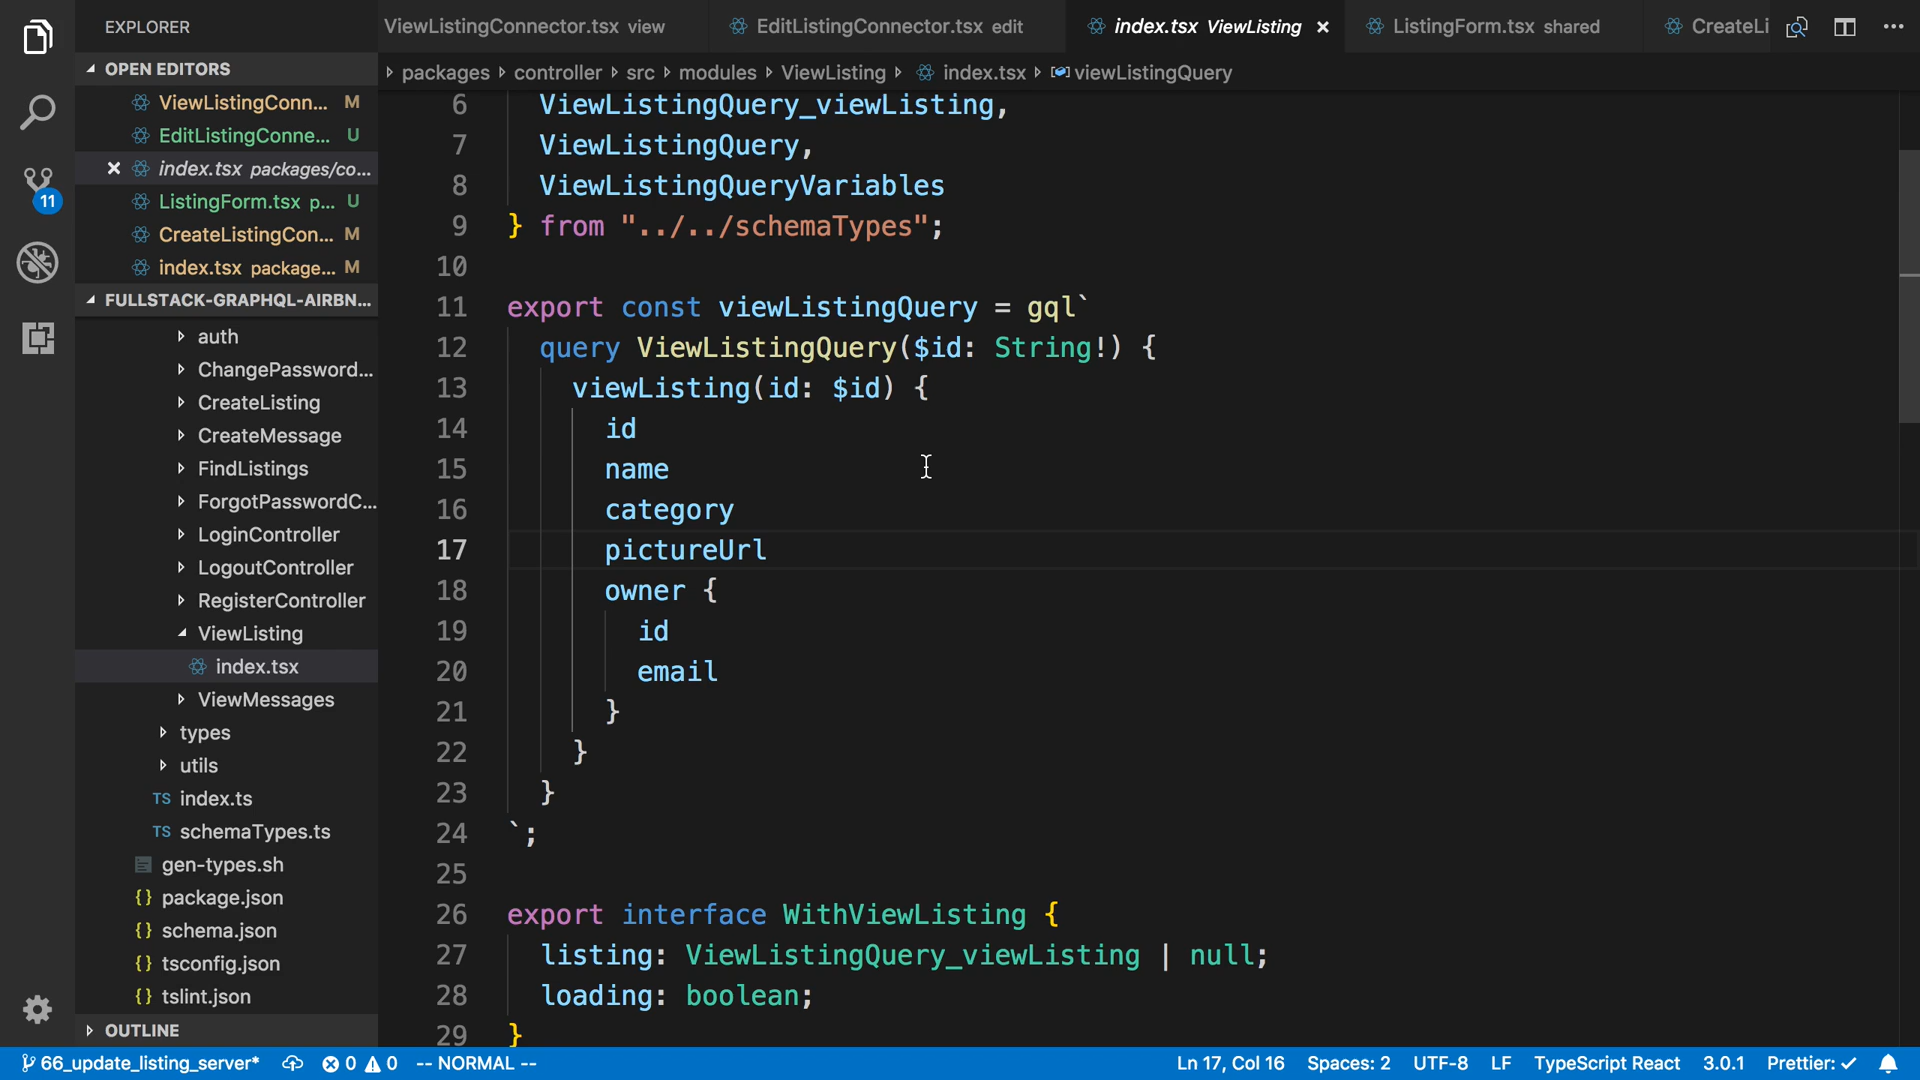 EXPLORER
ViewListingConnector.tsx view
EditListingConnector.tsx edit
index.tsx ViewListing
ListingForm.tsx shared
CreateLi
OPEN EDITORS
packages controller src modules ViewListing index.tsx viewListingQuery
ViewListingConn... M
EditListingConne... U
index.tsx packages/co...
ListingForm.tsx p... U
CreateListingCon... M
index.tsx package... M
11
FULLSTACK-GRAPHQL-AIRBN...
auth
ChangePassword...
CreateListing
CreateMessage
FindListings
ForgotPasswordC...
LoginController
LogoutController
RegisterController
ViewListing
index.tsx
ViewMessages
types
utils
TS index.ts
TS schemaTypes.ts
gen-types.sh
{} package.json
{} schema.json
{} tsconfig.json
{} tslint.json
OUTLINE
6 ViewListingQuery_viewListing,
7 ViewListingQuery,
8 ViewListingQueryVariables
9 } from "../../schemaTypes";
10
11 export const viewListingQuery = gql`
12 query ViewListingQuery($id: String!) {
13 viewListing(id: $id) {
14 id
15 name
16 category
17 pictureUrl
18 owner {
19 id
20 email
21 }
22 }
23 }
24 `;
25
26 export interface WithViewListing {
27 listing: ViewListingQuery_viewListing | null;
28 loading: boolean;
29 }
66_update_listing_server* 0 0 -- NORMAL -- Ln 17, Col 16 Spaces: 2 UTF-8 LF TypeScript React 3.0.1 Prettier: ✓